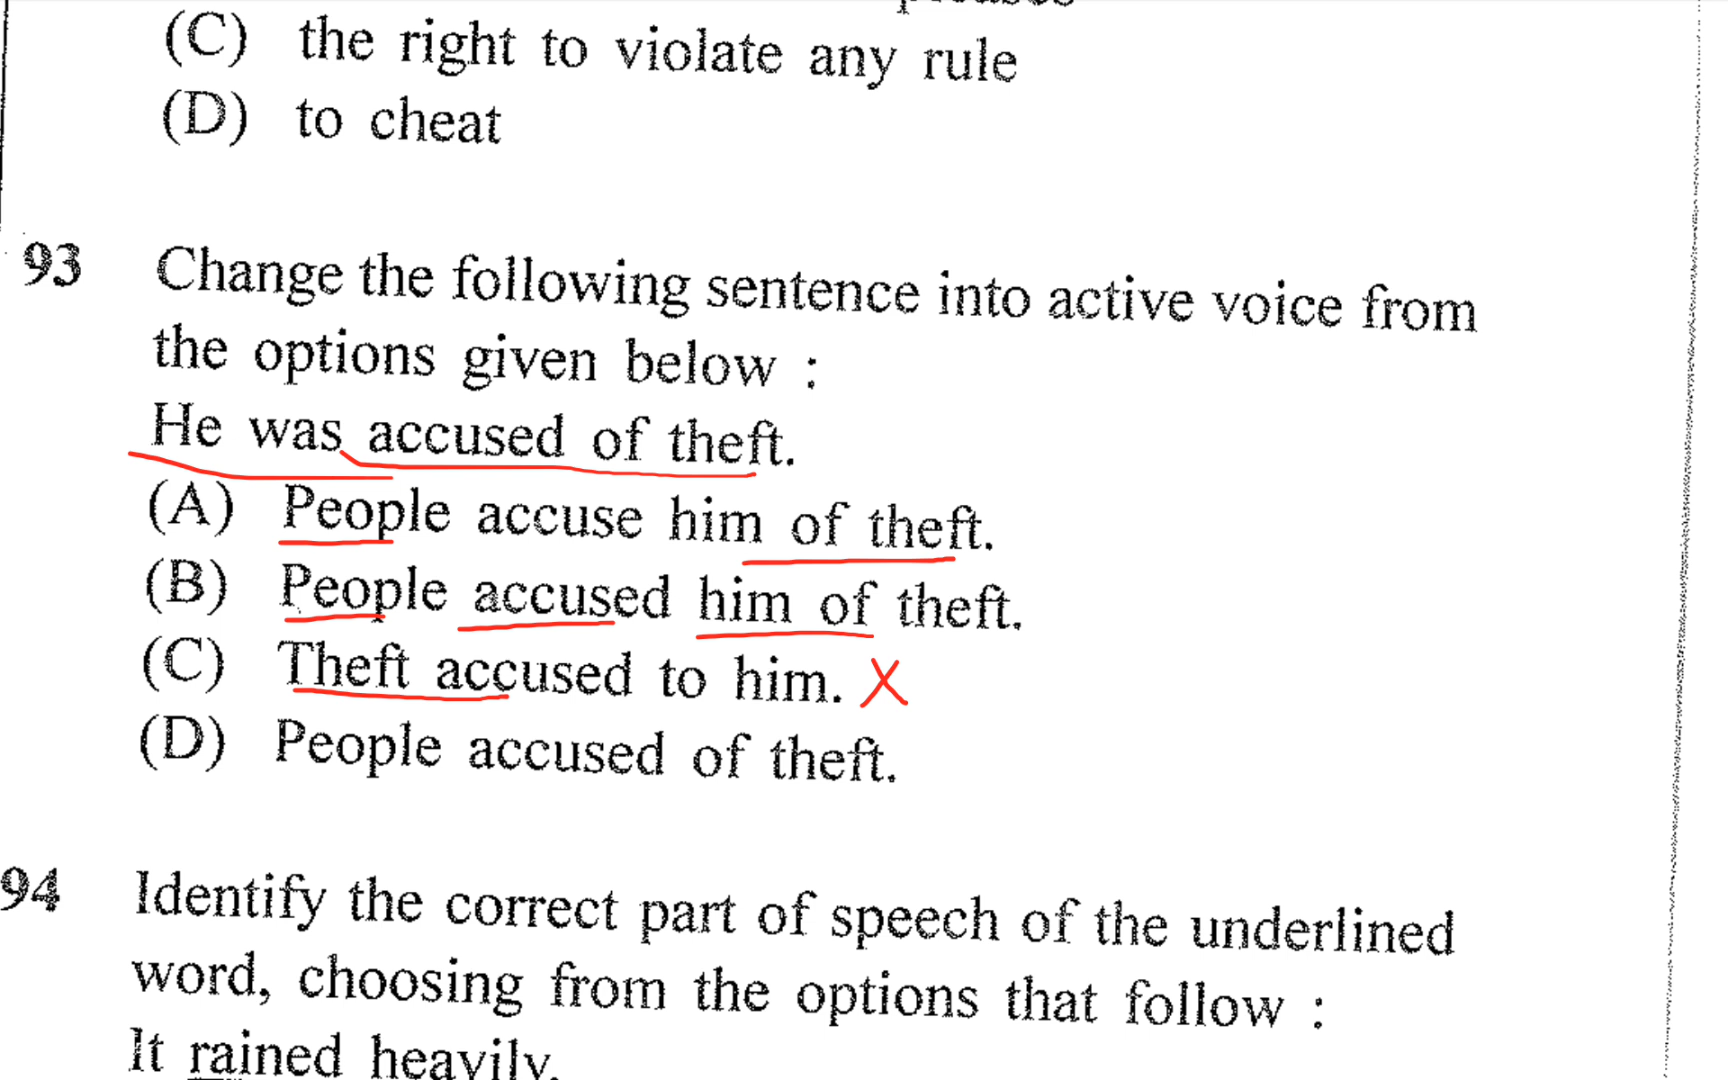 (C) the right to violate any rule
(D) to cheat
93 Change the following sentence into active voice from
the options given below :
He was accused of theft.
(A) People accuse him of theft.
(B) People accused him of theft.
(C) Theft accused to him. X
(D) People accused of theft.
94 Identify the correct part of speech of the underlined
word, choosing from the options that follow :
It rained heavily.